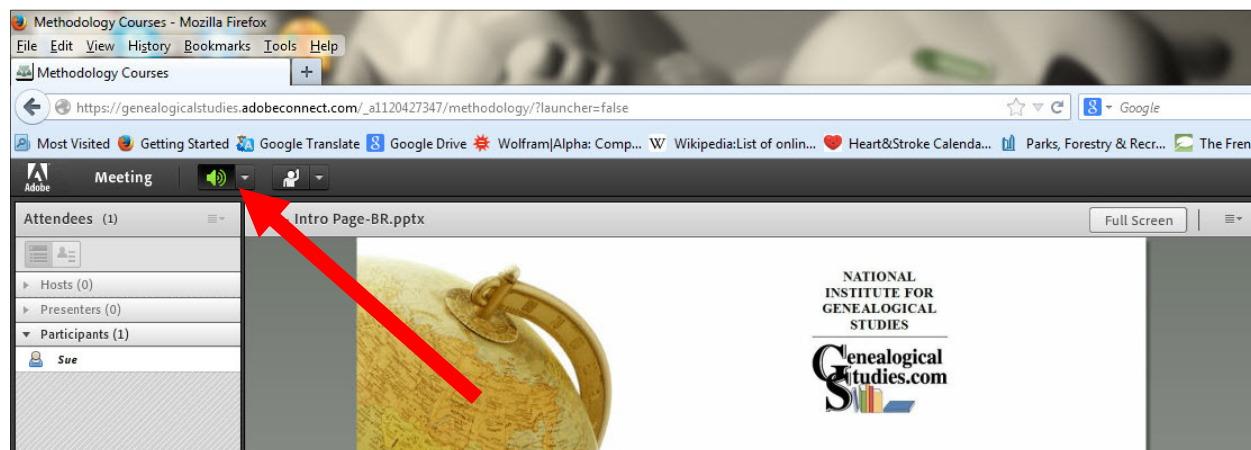 Methodology Courses - Mozilla Firefox
File Edit View History Bookmarks Tools Help
Methodology Courses +
https://genealogicalstudies.adobeconnect.com/_a1120427347/methodology/?launcher=false 8 Google
Most Visited Getting Started Google Translate 8 Google Drive Wolfram|Alpha: Comp... W Wikipedia:List of onlin... Heart&Stroke Calenda... Parks, Forestry & Recr... The Fren
Adobe Meeting
Attendees (1) Intro Page-BR.pptx Full Screen
Hosts (0)
Presenters (0)
Participants (1)
Sue
NATIONAL
INSTITUTE FOR
GENEALOGICAL
STUDIES
Genealogical
Studies.com